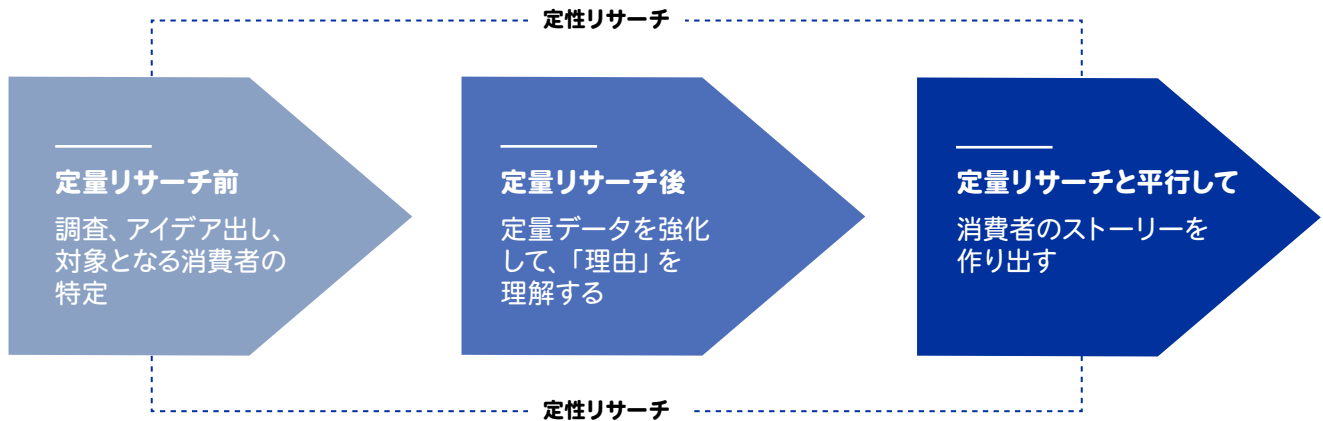 定性リサーチ
定量リサーチ前
調査、アイデア出し、
対象となる消費者の
特定
定量リサーチ後
定量データを強化
して、「理由」を
理解する
定量リサーチと平行して
消費者のストーリーを
作り出す
定性リサーチ